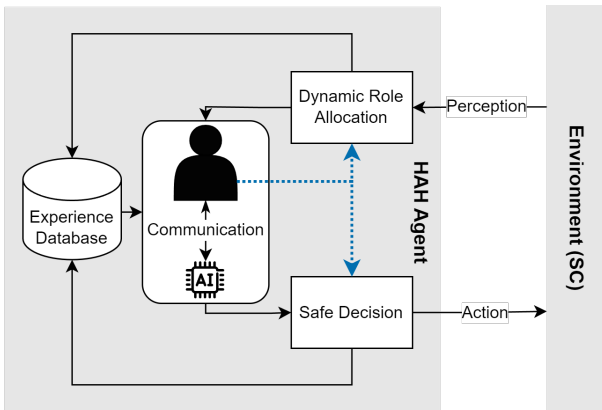 Dynamic Role
Allocation
Perception
Experience
Database
Communication
AI
HAH Agent
Environment (SC)
Safe Decision
Action